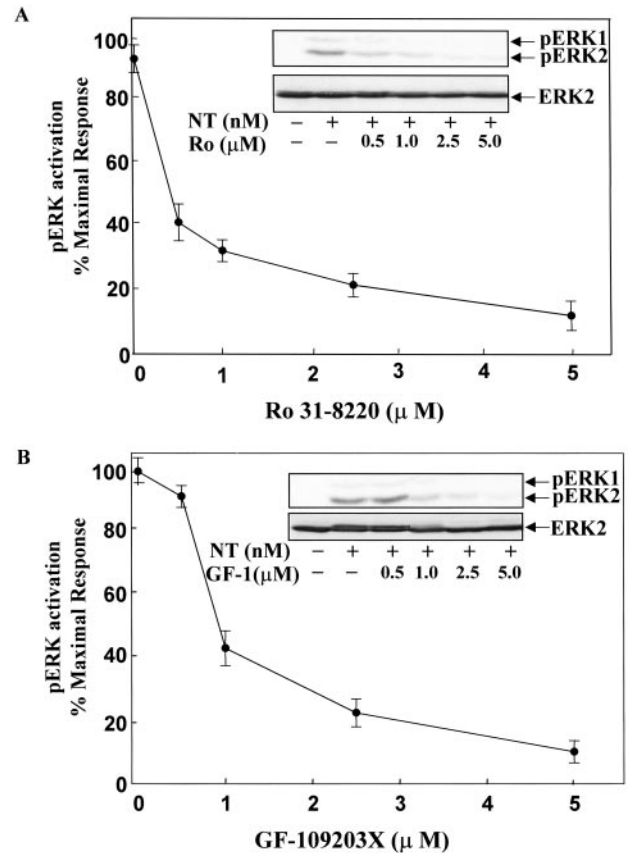 A
pERK activation
% Maximal Response
100
80
60
40
20
0
0 1 2 3 4 5
Ro 31-8220 (μ M)
pERK1
pERK2
ERK2
NT (nM) – + + + + +
Ro (μM) – – 0.5 1.0 2.5 5.0
B
pERK activation
% Maximal Response
100
80
60
40
20
0
0 1 2 3 4 5
GF-109203X (μ M)
pERK1
pERK2
ERK2
NT (nM) – + + + + +
GF-1(μM) – – 0.5 1.0 2.5 5.0